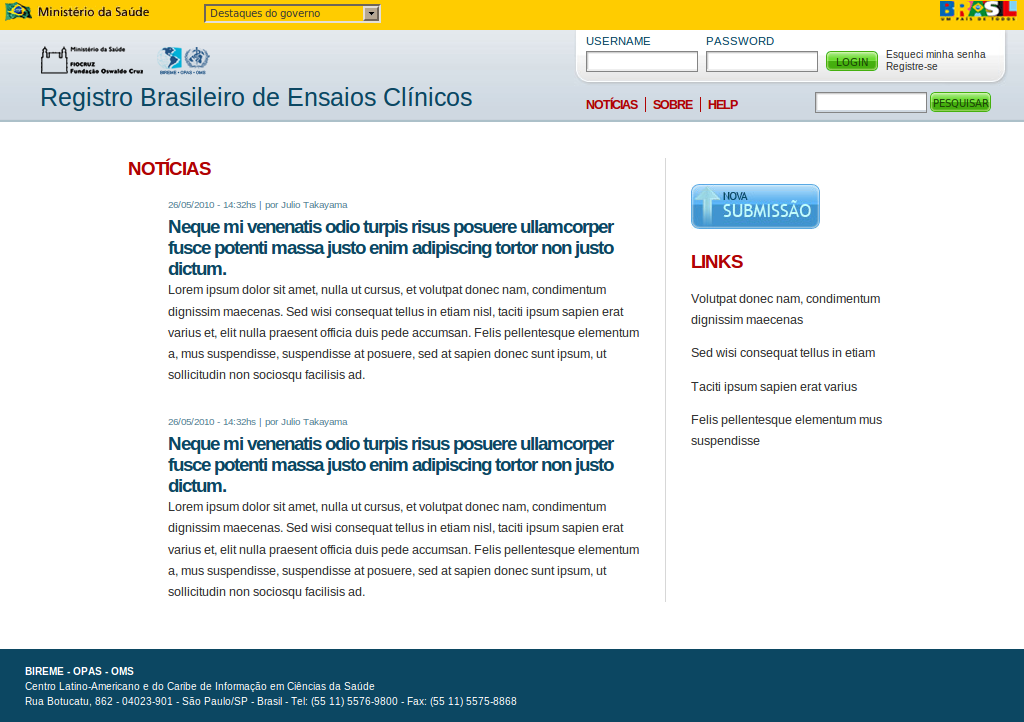 Ministério da Saúde
Destaques do governo
BRASIL
UM PAÍS DE TODOS
Ministério da Saúde
FIOCRUZ
Fundação Oswaldo Cruz
BIREME • OPAS • OMS
Registro Brasileiro de Ensaios Clínicos
USERNAME PASSWORD
LOGIN
Esqueci minha senha
Registre-se
NOTÍCIAS | SOBRE | HELP
PESQUISAR
NOTÍCIAS
26/05/2010 - 14:32hs | por Julio Takayama
Neque mi venenatis odio turpis risus posuere ullamcorper
fusce potenti massa justo enim adipiscing tortor non justo
dictum.
Lorem ipsum dolor sit amet, nulla ut cursus, et volutpat donec nam, condimentum
dignissim maecenas. Sed wisi consequat tellus in etiam nisl, taciti ipsum sapien erat
varius et, elit nulla praesent officia duis pede accumsan. Felis pellentesque elementum
a, mus suspendisse, suspendisse at posuere, sed at sapien donec sunt ipsum, ut
sollicitudin non sociosqu facilisis ad.
26/05/2010 - 14:32hs | por Julio Takayama
Neque mi venenatis odio turpis risus posuere ullamcorper
fusce potenti massa justo enim adipiscing tortor non justo
dictum.
Lorem ipsum dolor sit amet, nulla ut cursus, et volutpat donec nam, condimentum
dignissim maecenas. Sed wisi consequat tellus in etiam nisl, taciti ipsum sapien erat
varius et, elit nulla praesent officia duis pede accumsan. Felis pellentesque elementum
a, mus suspendisse, suspendisse at posuere, sed at sapien donec sunt ipsum, ut
sollicitudin non sociosqu facilisis ad.
NOVA
SUBMISSÃO
LINKS
Volutpat donec nam, condimentum
dignissim maecenas
Sed wisi consequat tellus in etiam
Taciti ipsum sapien erat varius
Felis pellentesque elementum mus
suspendisse
BIREME - OPAS - OMS
Centro Latino-Americano e do Caribe de Informação em Ciências da Saúde
Rua Botucatu, 862 - 04023-901 - São Paulo/SP - Brasil - Tel: (55 11) 5576-9800 - Fax: (55 11) 5575-8868